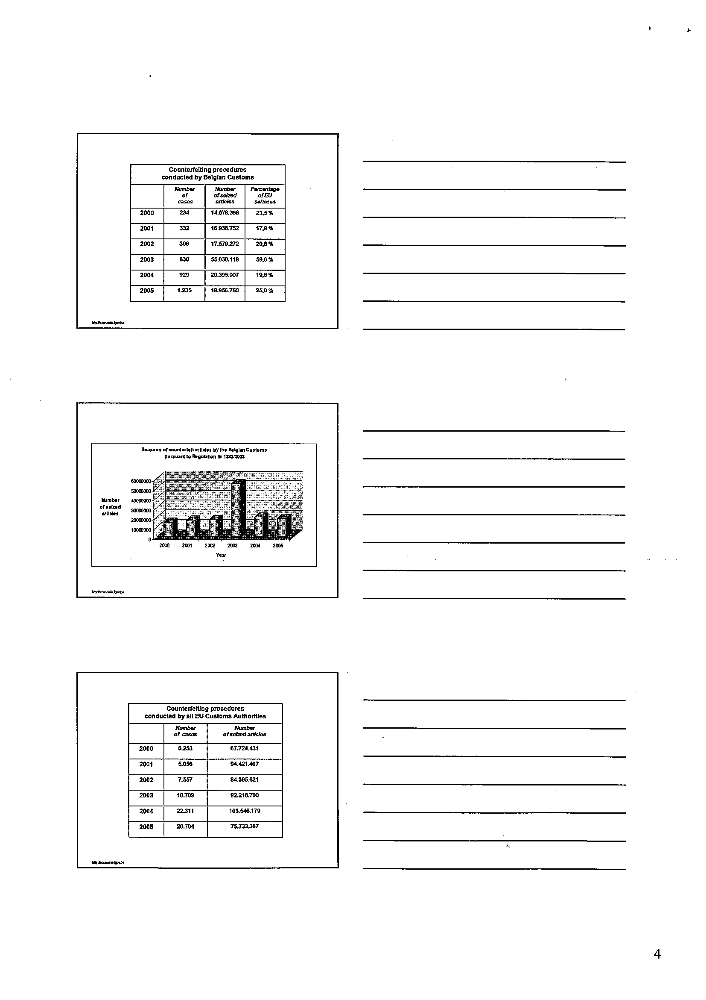 Counterfeiting procedures
conducted by Belgian Customs
Number of cases | Number of seized articles | Percentage of EU seizures
2000 234 14.578.368 21,5 %
2001 332 16.938.752 17,9 %
2002 396 17.579.272 20,8 %
2003 830 55.030.118 59,6 %
2004 929 20.395.907 19,6 %
2005 1.235 18.956.750 25,0 %
http://economie.fgov.be
Seizures of counterfeit articles by the Belgian Customs
pursuant to Regulation Nr 1383/2003
Number
of seized
articles
60000000
50000000
40000000
30000000
20000000
10000000
0
2000 2001 2002 2003 2004 2005
Year
http://economie.fgov.be
Counterfeiting procedures
conducted by all EU Customs Authorities
Number of cases | Number of seized articles
2000 6.253 67.724.431
2001 5.056 94.421.497
2002 7.557 84.395.621
2003 10.709 92.218.700
2004 22.311 103.546.179
2005 26.704 75.733.387
http://economie.fgov.be
4